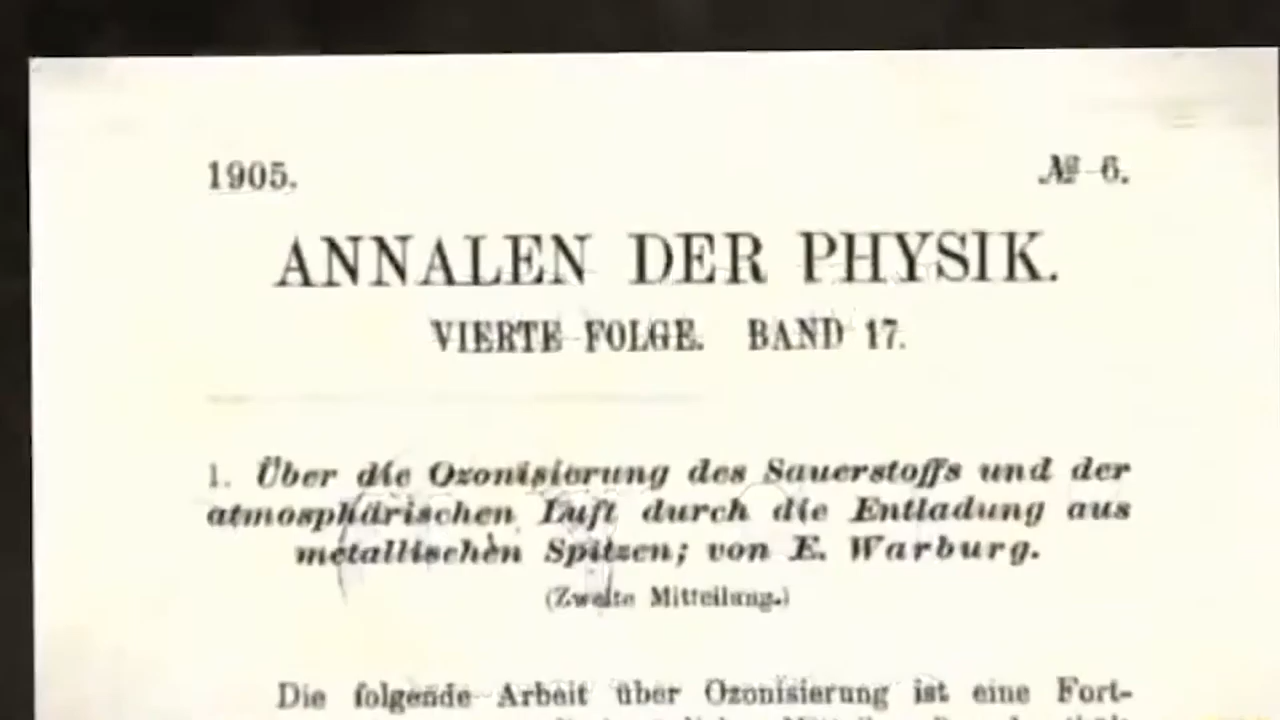 1905. № 6.
ANNALEN DER PHYSIK.
VIERTE FOLGE. BAND 17.
1. Über die Ozonisierung des Sauerstoffs und der
atmosphärischen Luft durch die Entladung aus
metallischen Spitzen; von E. Warburg.
(Zweite Mitteilung.)
Die folgende Arbeit über Ozonisierung ist eine Fort-